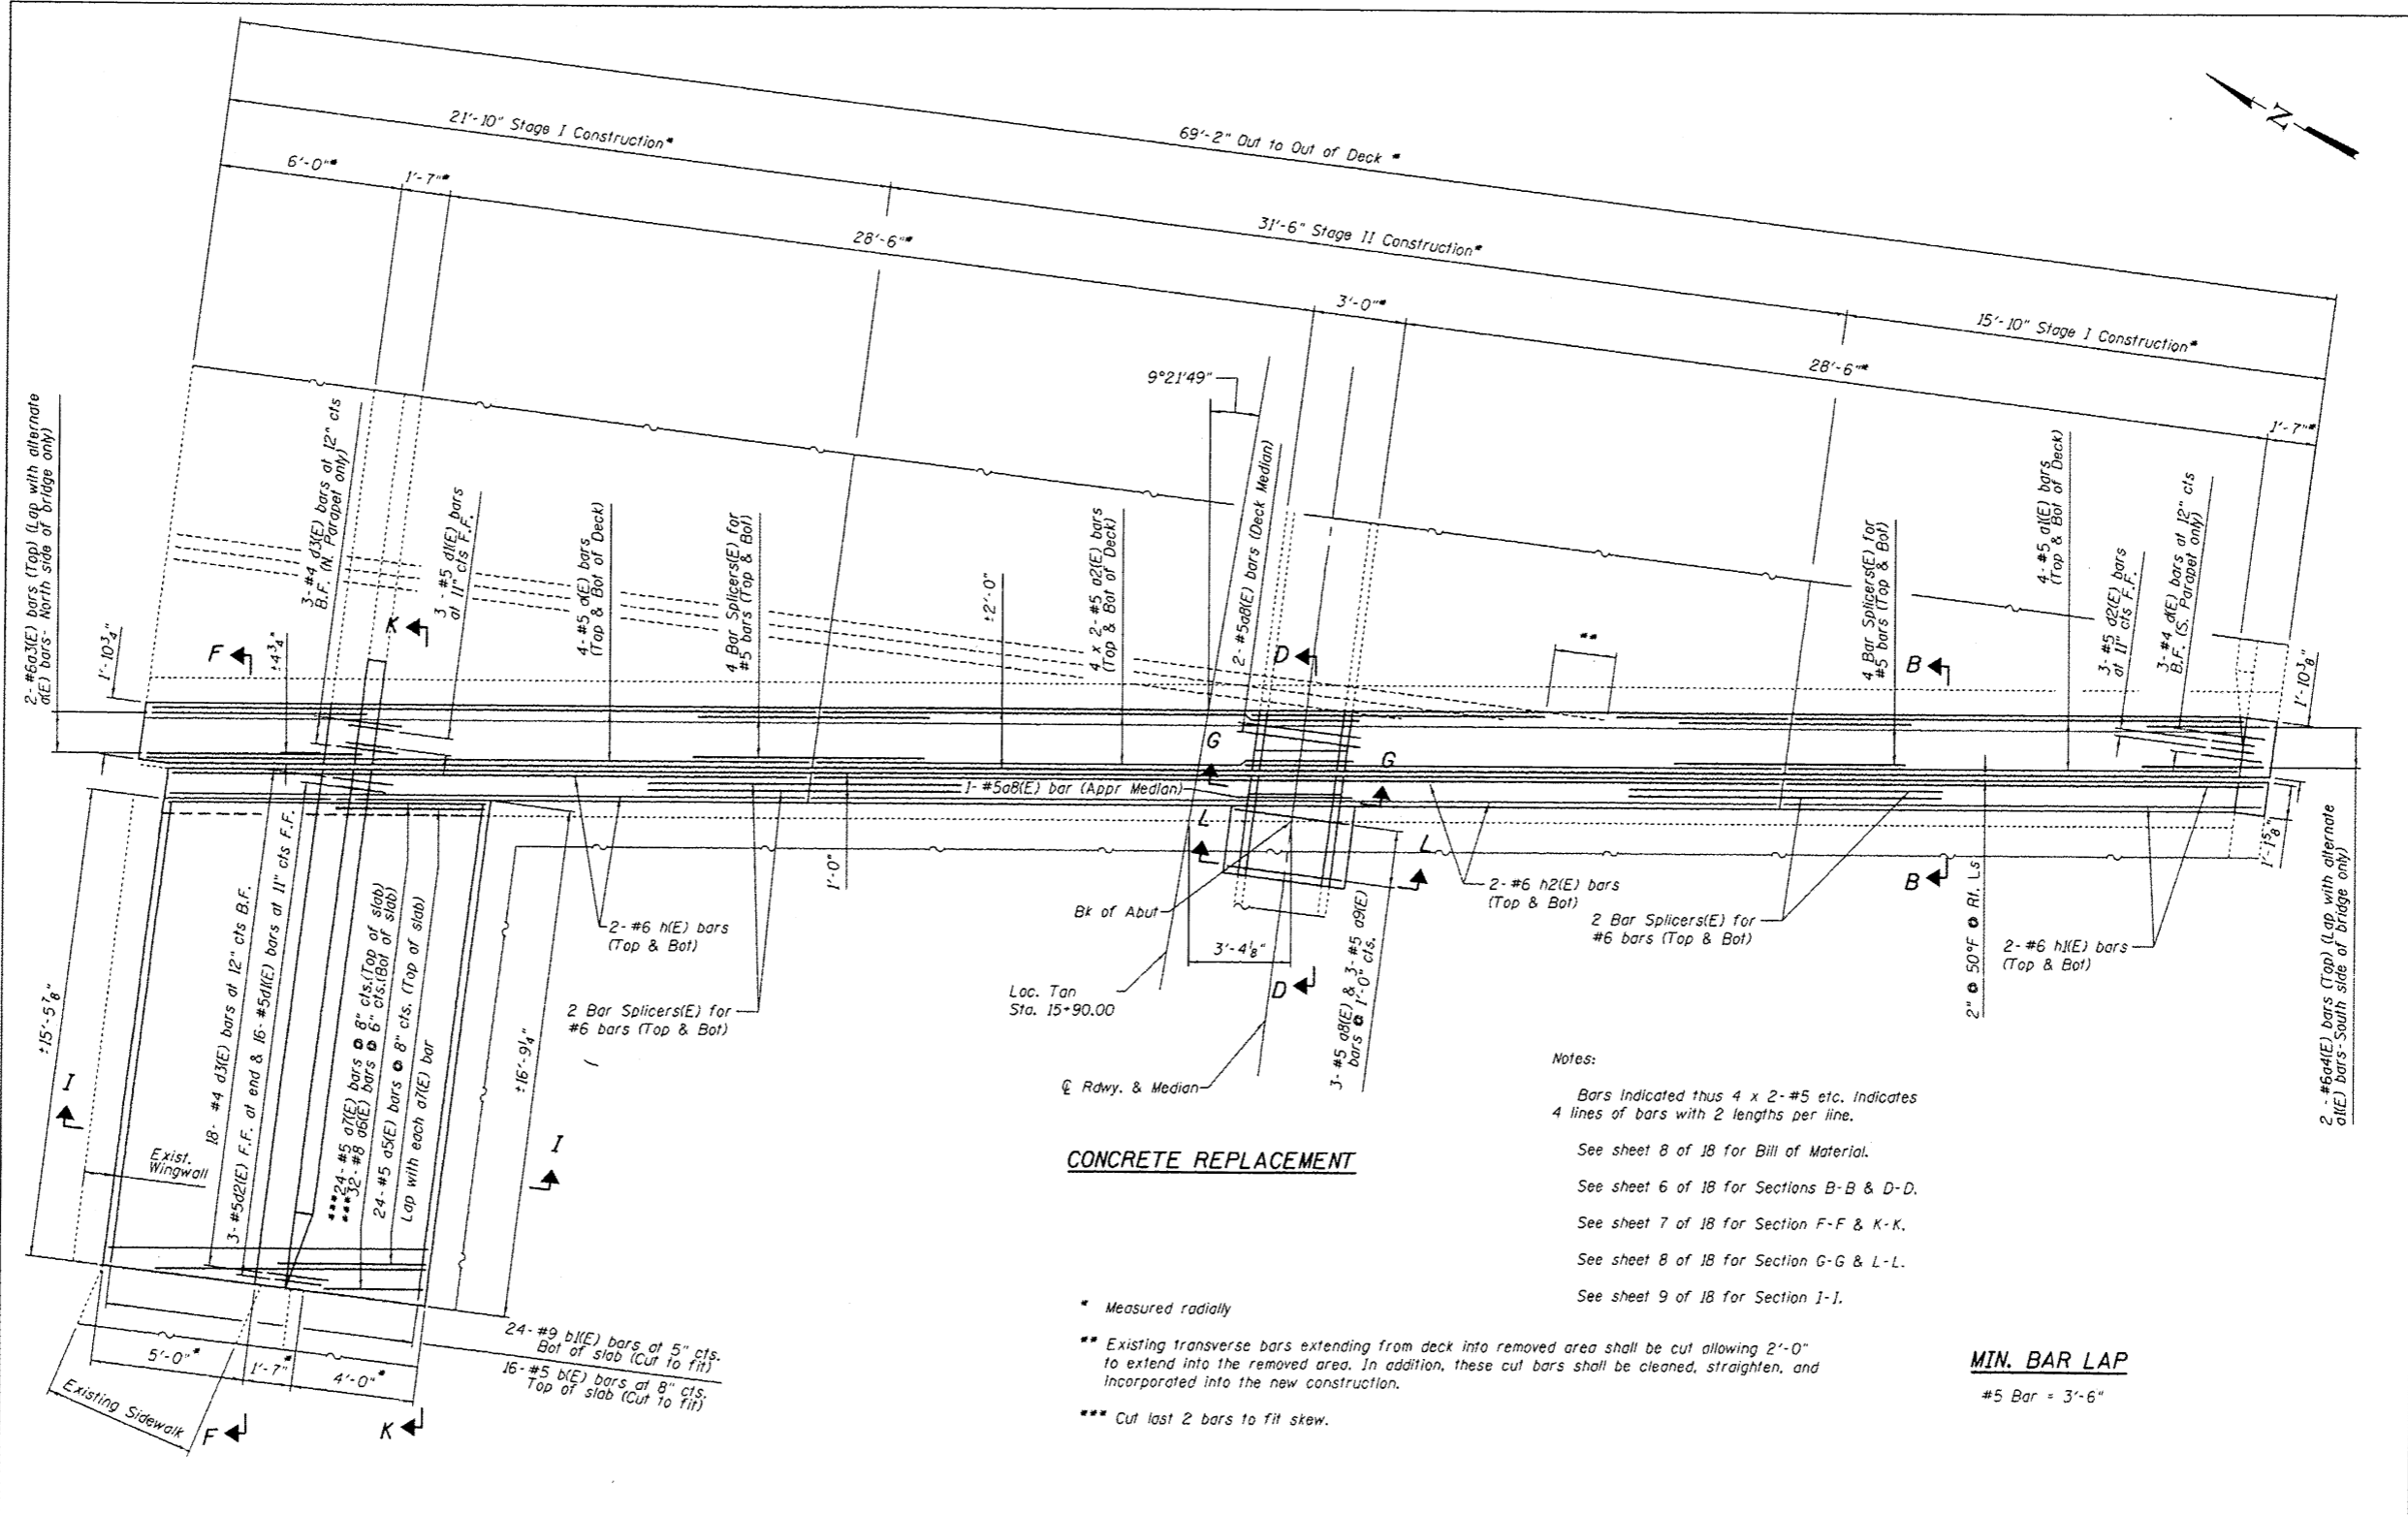 69'-2" Out to Out of Deck *
21'-10" Stage I Construction*
31'-6" Stage II Construction*
15'-10" Stage I Construction*
6'-0"*
1'-7"*
28'-6"*
3'-0"*
28'-6"*
1'-7"*
N
9°21'49"
2- #6a3(E) bars (Top) (Lap with alternate
a(E) bars- North side of bridge only)
1'-10¾"
F
±4¾"
3- #4 d3(E) bars at 12" cts
B.F. (N. Parapet only)
K
3 - #5 d1(E) bars
at 11" cts F.F.
4- #5 a(E) bars
(Top & Bot of Deck)
4 Bar Splicers(E) for
#5 bars (Top & Bot)
±2'-0"
4 x 2- #5 a2(E) bars
(Top & Bot of Deck)
2- #5a8(E) bars (Deck Median)
D
**
4 Bar Splicers(E) for
#5 bars (Top & Bot)
B
4- #5 a1(E) bars
(Top & Bot of Deck)
3- #5 d2(E) bars
at 11" cts F.F.
3- #4 d(E) bars at 12" cts
B.F. (S. Parapet only)
1'-10⅜"
G
G
1- #5a8(E) bar (Appr Median)
L
L
1'-0"
1'-1⅝"
2 - #6a4(E) bars (Top) (Lap with alternate
a1(E) bars- South side of bridge only)
2- #6 h(E) bars
(Top & Bot)
2 Bar Splicers(E) for
#6 bars (Top & Bot)
Bk of Abut
3'-4⅛"
Loc. Tan
Sta. 15+90.00
D
℄ Rdwy. & Median
3- #5 a8(E) & 3- #5 a9(E)
bars @ 1'-0" cts.
2- #6 h2(E) bars
(Top & Bot)
2 Bar Splicers(E) for
#6 bars (Top & Bot)
B
2" @ 50°F @ Rt. Ls
2- #6 h1(E) bars
(Top & Bot)
±15'-5⅞"
I
Exist.
Wingwall
18- #4 d3(E) bars at 12" cts B.F.
3- #5d2(E) F.F. at end & 16- #5d1(E) bars at 11" cts F.F.
***24- #5 a7(E) bars @ 8" cts.(Top of slab)
***32- #8 a6(E) bars @ 6" cts.(Bot of slab)
24- #5 a5(E) bars @ 8" cts. (Top of slab)
Lap with each a7(E) bar
±16'-9¼"
I
24- #9 b1(E) bars at 5" cts.
Bot of slab (Cut to fit)
16- #5 b(E) bars at 8" cts.
Top of slab (Cut to fit)
5'-0"*
1'-7"*
4'-0"*
Existing Sidewalk
F
K
CONCRETE REPLACEMENT
Notes:
Bars indicated thus 4 x 2-#5 etc. indicates
4 lines of bars with 2 lengths per line.
See sheet 8 of 18 for Bill of Material.
See sheet 6 of 18 for Sections B-B & D-D.
See sheet 7 of 18 for Section F-F & K-K.
See sheet 8 of 18 for Section G-G & L-L.
See sheet 9 of 18 for Section I-I.
* Measured radially
** Existing transverse bars extending from deck into removed area shall be cut allowing 2'-0"
to extend into the removed area. In addition, these cut bars shall be cleaned, straighten, and
incorporated into the new construction.
*** Cut last 2 bars to fit skew.
MIN. BAR LAP
#5 Bar = 3'-6"